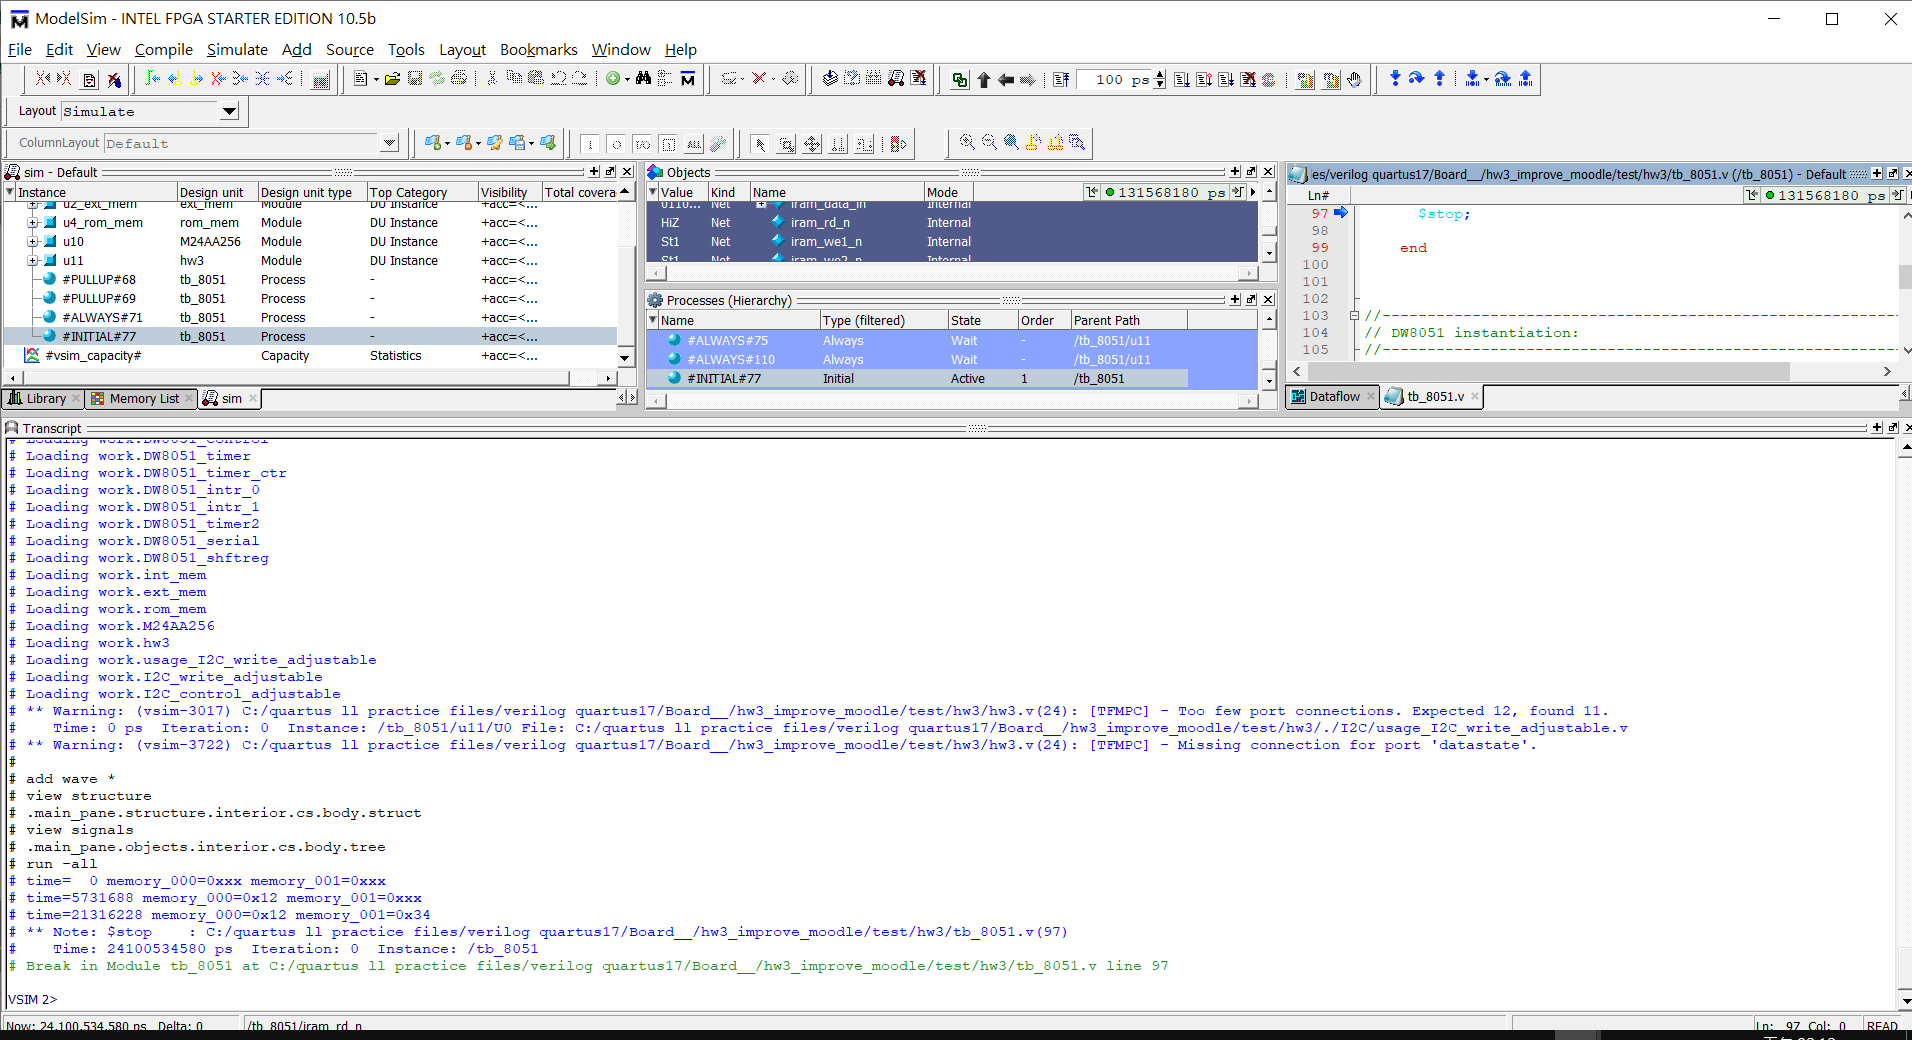 ModelSim - INTEL FPGA STARTER EDITION 10.5b
File Edit View Compile Simulate Add Source Tools Layout Bookmarks Window Help
100 ps
Layout Simulate
ColumnLayout Default
ALL
sim - Default
Instance Design unit Design unit type Top Category Visibility Total covera
u2_ext_mem ext_mem Module DU Instance +acc=<...
u4_rom_mem rom_mem Module DU Instance +acc=<...
u10 M24AA256 Module DU Instance +acc=<...
u11 hw3 Module DU Instance +acc=<...
#PULLUP#68 tb_8051 Process - +acc=<...
#PULLUP#69 tb_8051 Process - +acc=<...
#ALWAYS#71 tb_8051 Process - +acc=<...
#INITIAL#77 tb_8051 Process - +acc=<...
#vsim_capacity# Capacity Statistics +acc=<...
Library Memory List sim
Objects
Value Kind Name Mode 131568180 ps
0110... Net iram_data_in Internal
HiZ Net iram_rd_n Internal
St1 Net iram_we1_n Internal
St1 Net iram_we2_n Internal
Processes (Hierarchy)
Name Type (filtered) State Order Parent Path
#ALWAYS#75 Always Wait - /tb_8051/u11
#ALWAYS#110 Always Wait - /tb_8051/u11
#INITIAL#77 Initial Active 1 /tb_8051
es/verilog quartus17/Board__/hw3_improve_moodle/test/hw3/tb_8051.v (/tb_8051) - Default
Ln# 131568180 ps
97 $stop;
98
99 end
100
101
102
103 //----------------------------------------------------------
104 // DW8051 instantiation:
105 //----------------------------------------------------------
Dataflow tb_8051.v
Transcript
# Loading work.DW8051_control
# Loading work.DW8051_timer
# Loading work.DW8051_timer_ctr
# Loading work.DW8051_intr_0
# Loading work.DW8051_intr_1
# Loading work.DW8051_timer2
# Loading work.DW8051_serial
# Loading work.DW8051_shftreg
# Loading work.int_mem
# Loading work.ext_mem
# Loading work.rom_mem
# Loading work.M24AA256
# Loading work.hw3
# Loading work.usage_I2C_write_adjustable
# Loading work.I2C_write_adjustable
# Loading work.I2C_control_adjustable
# ** Warning: (vsim-3017) C:/quartus ll practice files/verilog quartus17/Board__/hw3_improve_moodle/test/hw3/hw3.v(24): [TFMPC] - Too few port connections. Expected 12, found 11.
# Time: 0 ps Iteration: 0 Instance: /tb_8051/u11/U0 File: C:/quartus ll practice files/verilog quartus17/Board__/hw3_improve_moodle/test/hw3/./I2C/usage_I2C_write_adjustable.v
# ** Warning: (vsim-3722) C:/quartus ll practice files/verilog quartus17/Board__/hw3_improve_moodle/test/hw3/hw3.v(24): [TFMPC] - Missing connection for port 'datastate'.
#
# add wave *
# view structure
# .main_pane.structure.interior.cs.body.struct
# view signals
# .main_pane.objects.interior.cs.body.tree
# run -all
# time= 0 memory_000=0xxx memory_001=0xxx
# time=5731688 memory_000=0x12 memory_001=0xxx
# time=21316228 memory_000=0x12 memory_001=0x34
# ** Note: $stop : C:/quartus ll practice files/verilog quartus17/Board__/hw3_improve_moodle/test/hw3/tb_8051.v(97)
# Time: 24100534580 ps Iteration: 0 Instance: /tb_8051
# Break in Module tb_8051 at C:/quartus ll practice files/verilog quartus17/Board__/hw3_improve_moodle/test/hw3/tb_8051.v line 97
VSIM 2>
Now: 24,100,534,580 ps Delta: 0 /tb_8051/iram_rd_n Ln: 97 Col: 0 READ